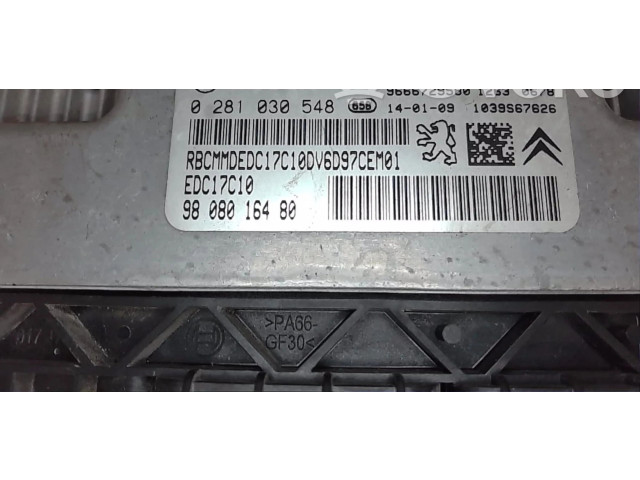 0 281 030 548 656 14-01-09 1039S67626
RBCMMDEDC17C10DV6D97CEM01
EDC17C10
98 080 164 80
>PA66-
GF30<